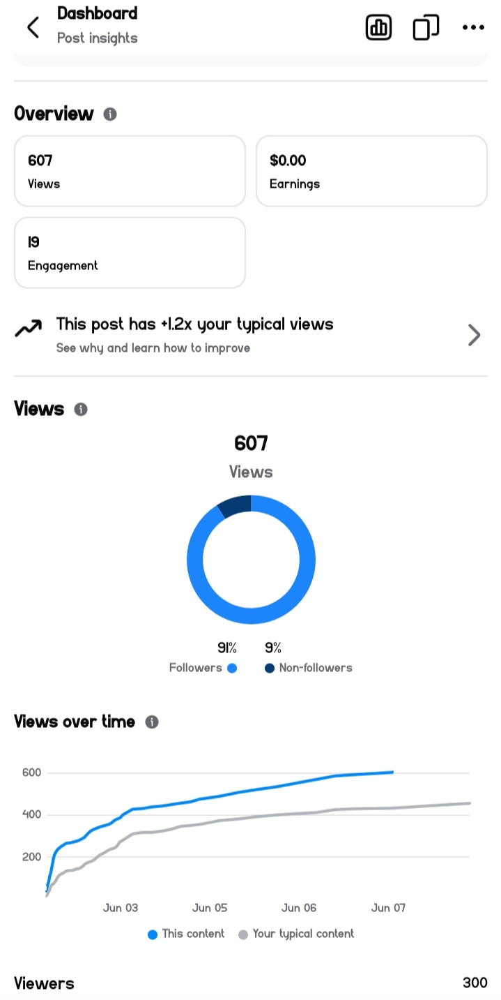 Dashboard
Post insights
Overview
607
Views
$0.00
Earnings
19
Engagement
This post has +1.2x your typical views
See why and learn how to improve
Views
607
Views
91% 9%
Followers Non-followers
Views over time
600
400
200
Jun 03 Jun 05 Jun 06 Jun 07
This content Your typical content
Viewers 300